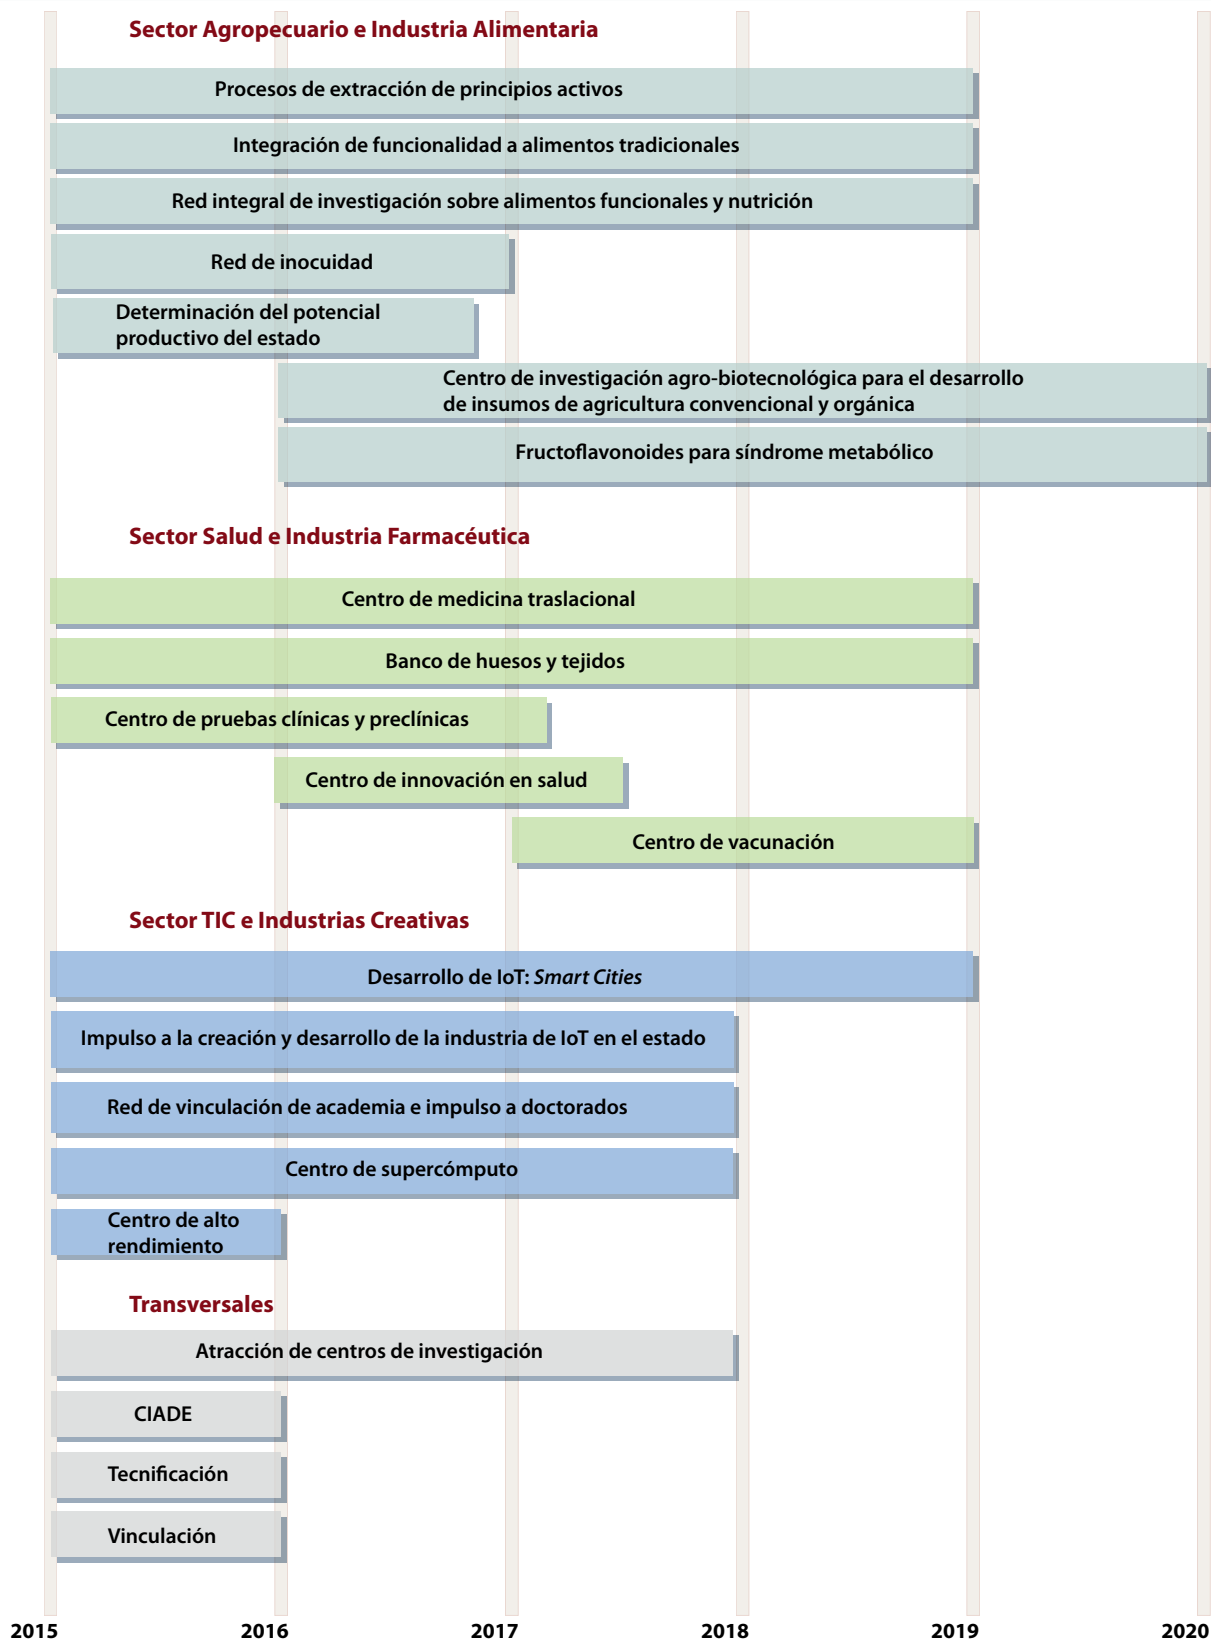 Sector Agropecuario e Industria Alimentaria
Procesos de extracción de principios activos
Integración de funcionalidad a alimentos tradicionales
Red integral de investigación sobre alimentos funcionales y nutrición
Red de inocuidad
Determinación del potencial
productivo del estado
Centro de investigación agro-biotecnológica para el desarrollo
de insumos de agricultura convencional y orgánica
Fructoflavonoides para síndrome metabólico
Sector Salud e Industria Farmacéutica
Centro de medicina traslacional
Banco de huesos y tejidos
Centro de pruebas clínicas y preclínicas
Centro de innovación en salud
Centro de vacunación
Sector TIC e Industrias Creativas
Desarrollo de IoT: Smart Cities
Impulso a la creación y desarrollo de la industria de IoT en el estado
Red de vinculación de academia e impulso a doctorados
Centro de supercómputo
Centro de alto
rendimiento
Transversales
Atracción de centros de investigación
CIADE
Tecnificación
Vinculación
2015 2016 2017 2018 2019 2020